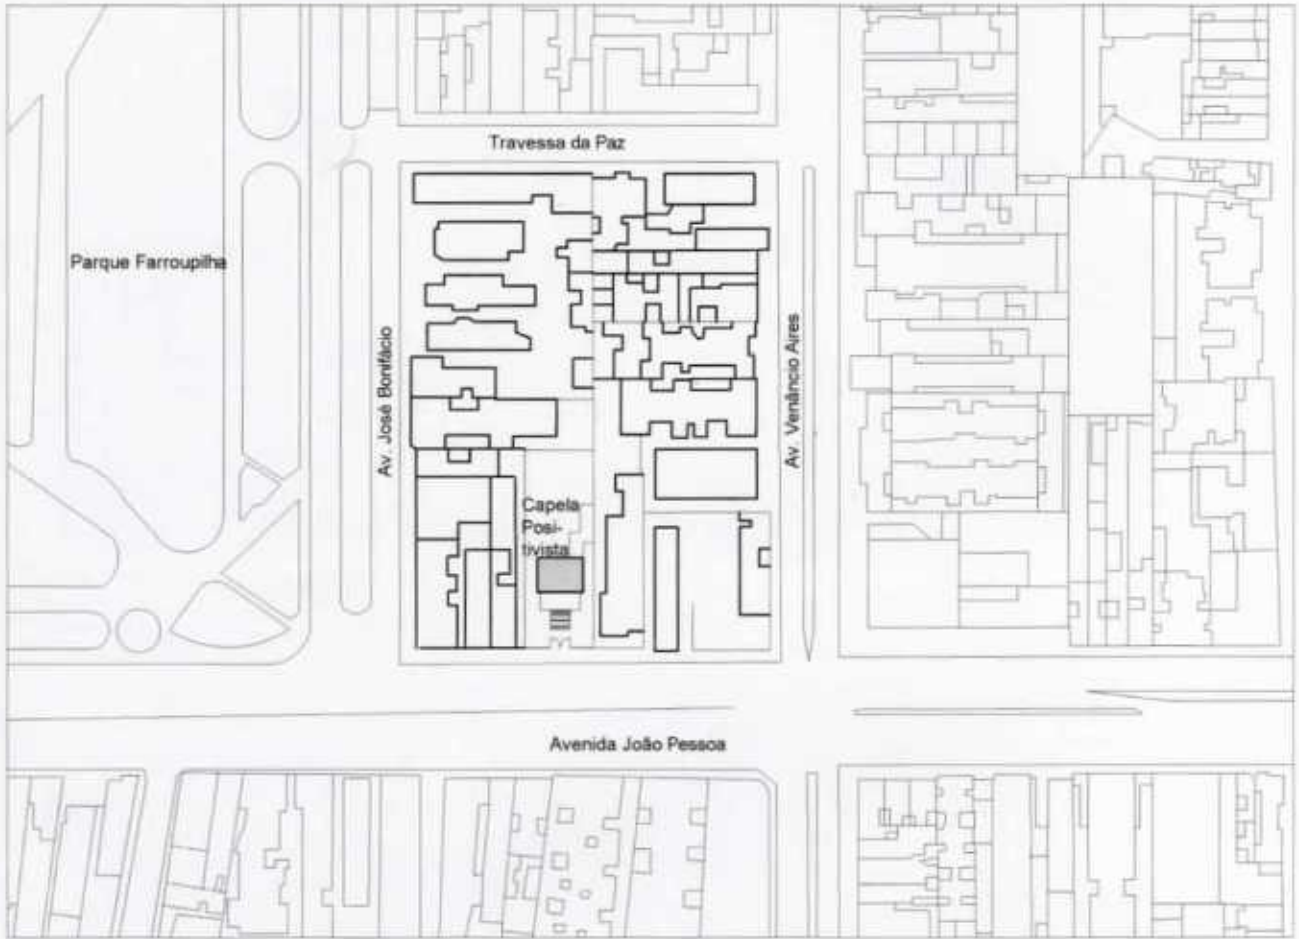 Travessa da Paz
Parque Farroupilha
Av. José Bonifácio
Av. Venâncio Aires
Capela
Posi-
tivista
Avenida João Pessoa